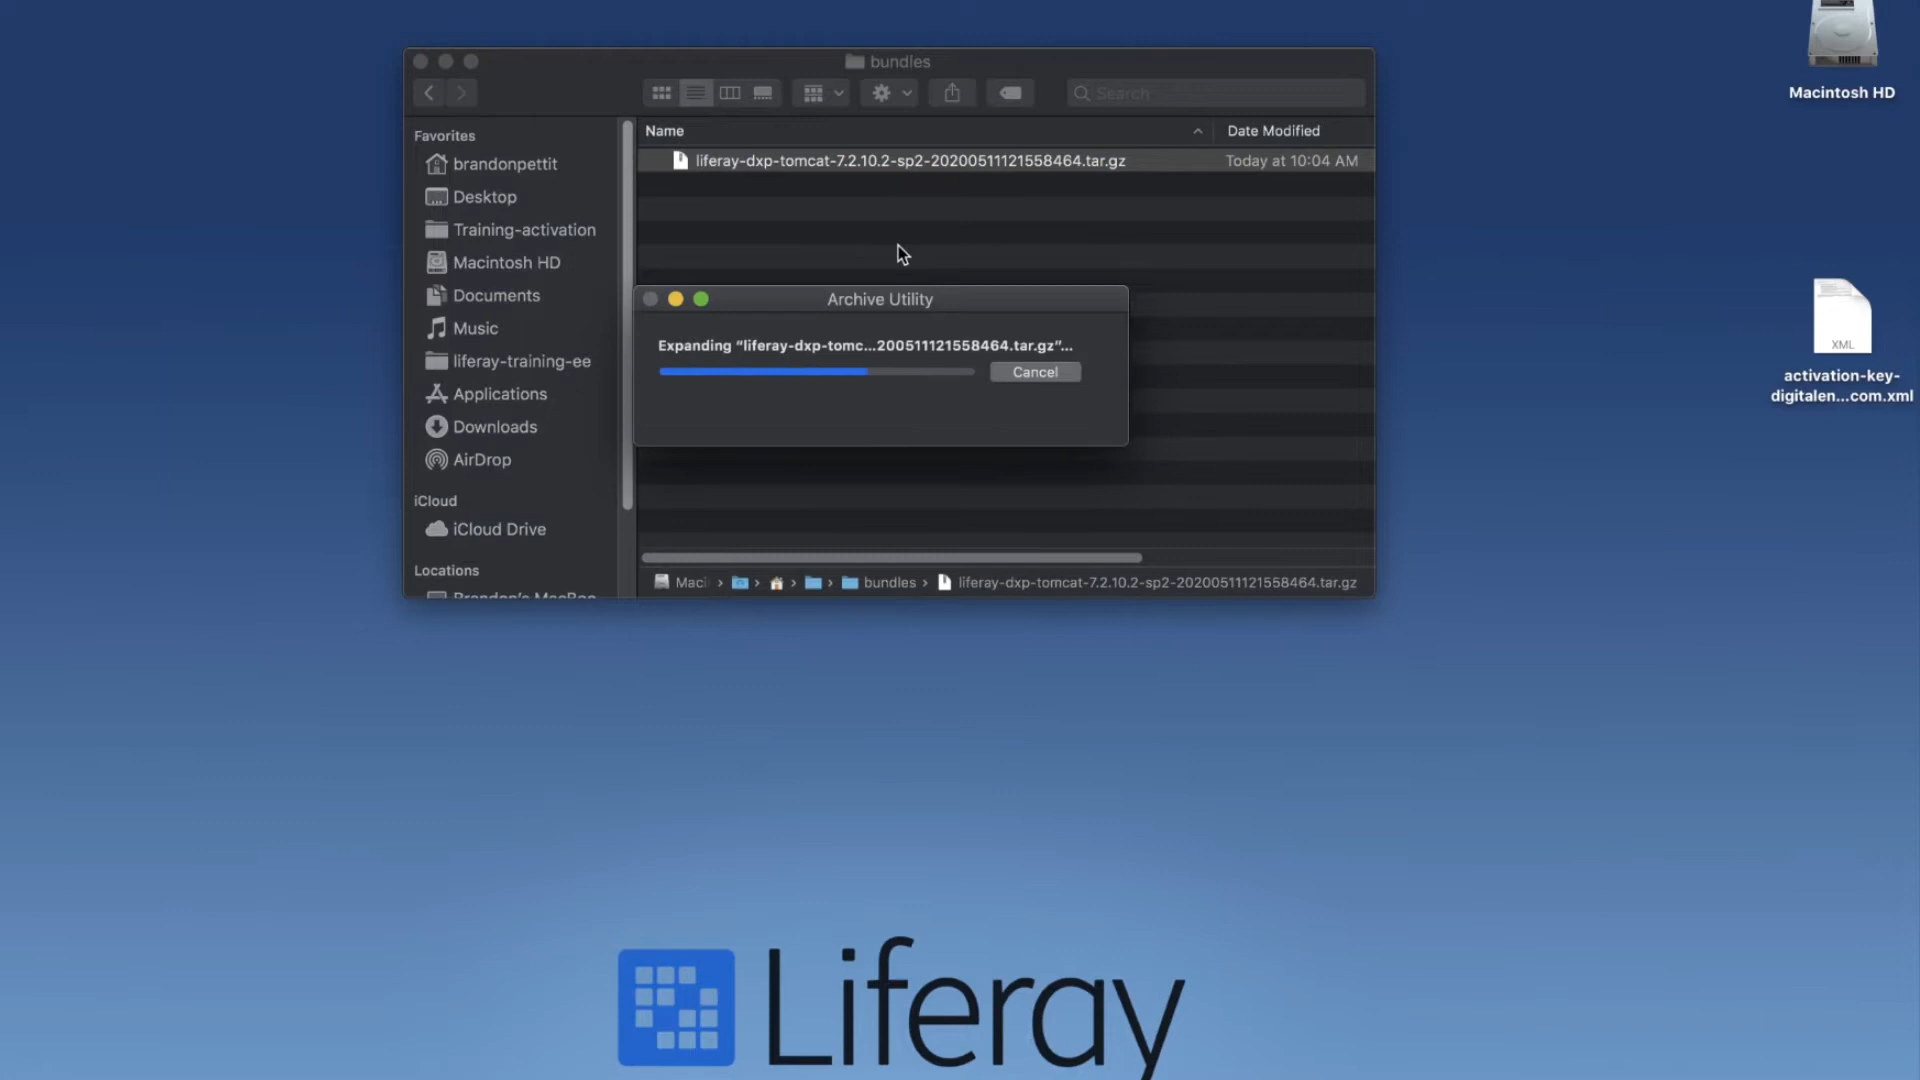 bundles
Search
Favorites
brandonpettit
Desktop
Training-activation
Macintosh HD
Documents
Music
liferay-training-ee
Applications
Downloads
AirDrop
iCloud
iCloud Drive
Locations
Brandon's MacBoo
Name
Date Modified
liferay-dxp-tomcat-7.2.10.2-sp2-20200511121558464.tar.gz
Today at 10:04 AM
Archive Utility
Expanding “liferay-dxp-tomc...200511121558464.tar.gz”...
Cancel
Maci › › › › bundles › liferay-dxp-tomcat-7.2.10.2-sp2-20200511121558464.tar.gz
Macintosh HD
XML
activation-key-
digitalen...com.xml
Liferay